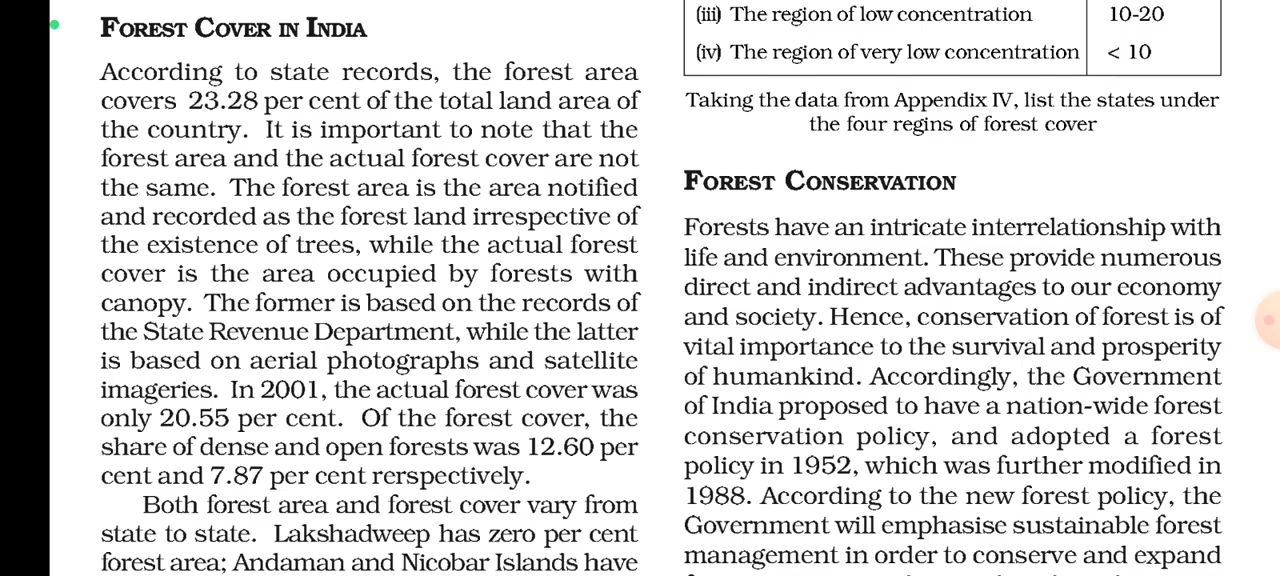 FOREST COVER IN INDIA
According to state records, the forest area
covers 23.28 per cent of the total land area of
the country. It is important to note that the
forest area and the actual forest cover are not
the same. The forest area is the area notified
and recorded as the forest land irrespective of
the existence of trees, while the actual forest
cover is the area occupied by forests with
canopy. The former is based on the records of
the State Revenue Department, while the latter
is based on aerial photographs and satellite
imageries. In 2001, the actual forest cover was
only 20.55 per cent. Of the forest cover, the
share of dense and open forests was 12.60 per
cent and 7.87 per cent rerspectively.
Both forest area and forest cover vary from
state to state. Lakshadweep has zero per cent
forest area; Andaman and Nicobar Islands have
(iii) The region of low concentration 10-20
(iv) The region of very low concentration < 10
Taking the data from Appendix IV, list the states under
the four regins of forest cover
FOREST CONSERVATION
Forests have an intricate interrelationship with
life and environment. These provide numerous
direct and indirect advantages to our economy
and society. Hence, conservation of forest is of
vital importance to the survival and prosperity
of humankind. Accordingly, the Government
of India proposed to have a nation-wide forest
conservation policy, and adopted a forest
policy in 1952, which was further modified in
1988. According to the new forest policy, the
Government will emphasise sustainable forest
management in order to conserve and expand